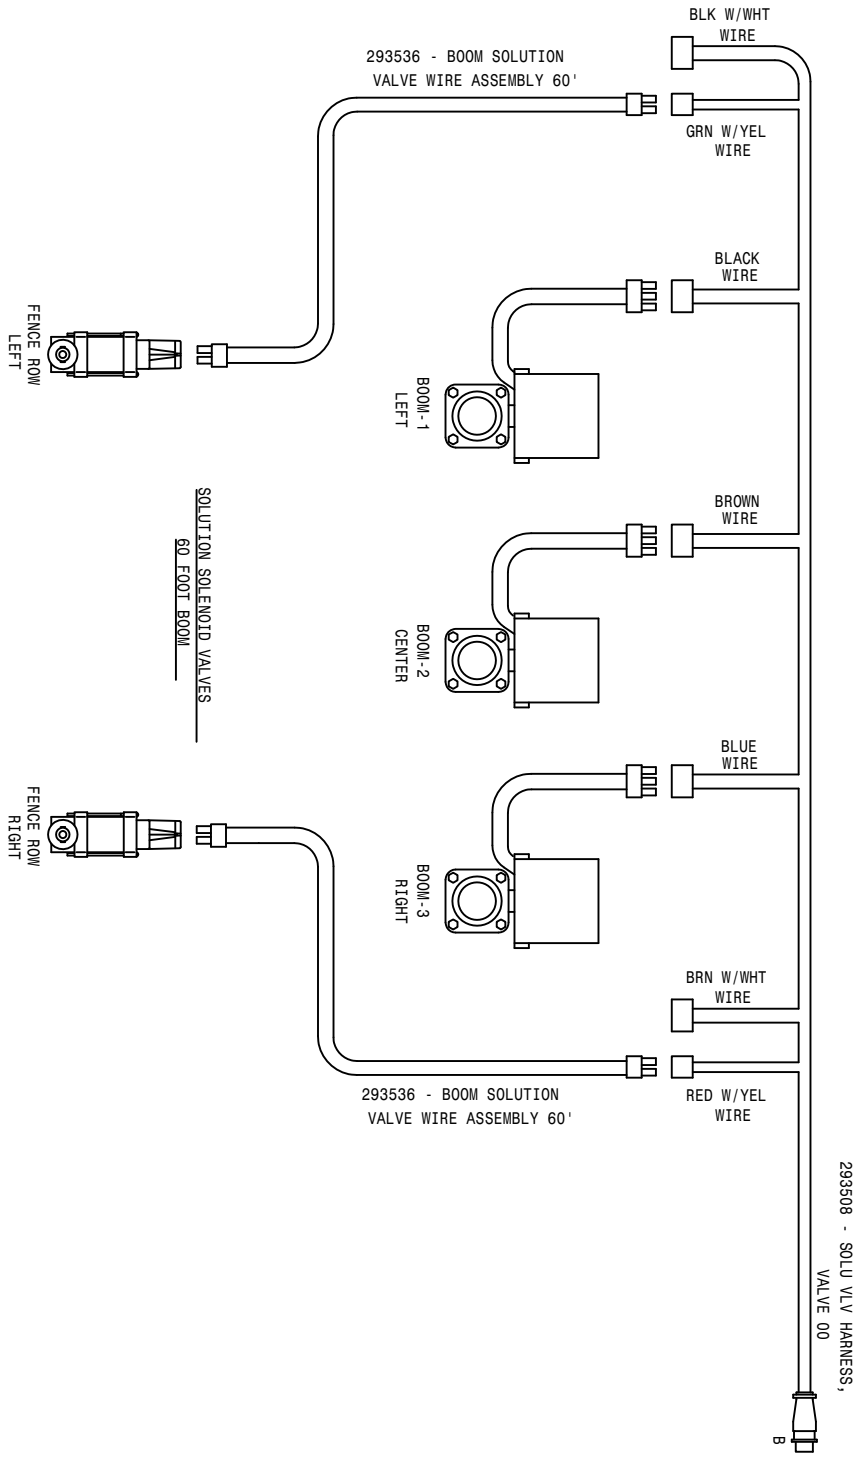 BLK W/WHT
WIRE
293536 - BOOM SOLUTION
VALVE WIRE ASSEMBLY 60'
GRN W/YEL
WIRE
BLACK
WIRE
FENCE ROW
LEFT
BOOM-1
LEFT
BROWN
WIRE
SOLUTION SOLENOID VALVES
60 FOOT BOOM
BOOM-2
CENTER
BLUE
WIRE
FENCE ROW
RIGHT
BOOM-3
RIGHT
BRN W/WHT
WIRE
293536 - BOOM SOLUTION
VALVE WIRE ASSEMBLY 60'
RED W/YEL
WIRE
293508 - SOLU VLV HARNESS,
VALVE 00
B